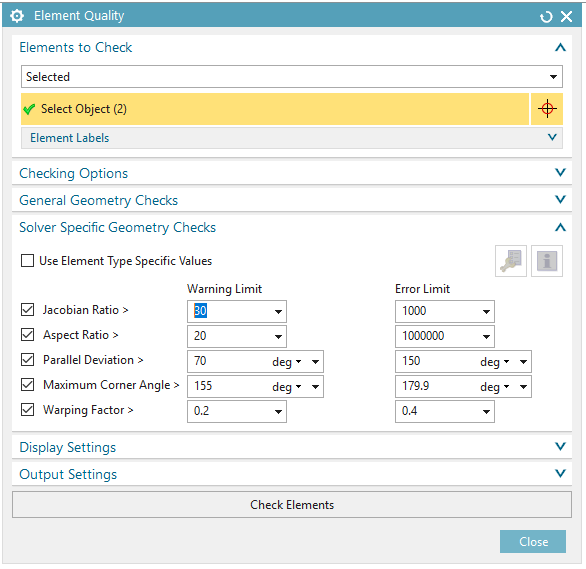 Element Quality
Elements to Check
Selected
Select Object (2)
Element Labels
Checking Options
General Geometry Checks
Solver Specific Geometry Checks
Use Element Type Specific Values
Warning Limit Error Limit
Jacobian Ratio > 30 1000
Aspect Ratio > 20 1000000
Parallel Deviation > 70 deg 150 deg
Maximum Corner Angle > 155 deg 179.9 deg
Warping Factor > 0.2 0.4
Display Settings
Output Settings
Check Elements
Close